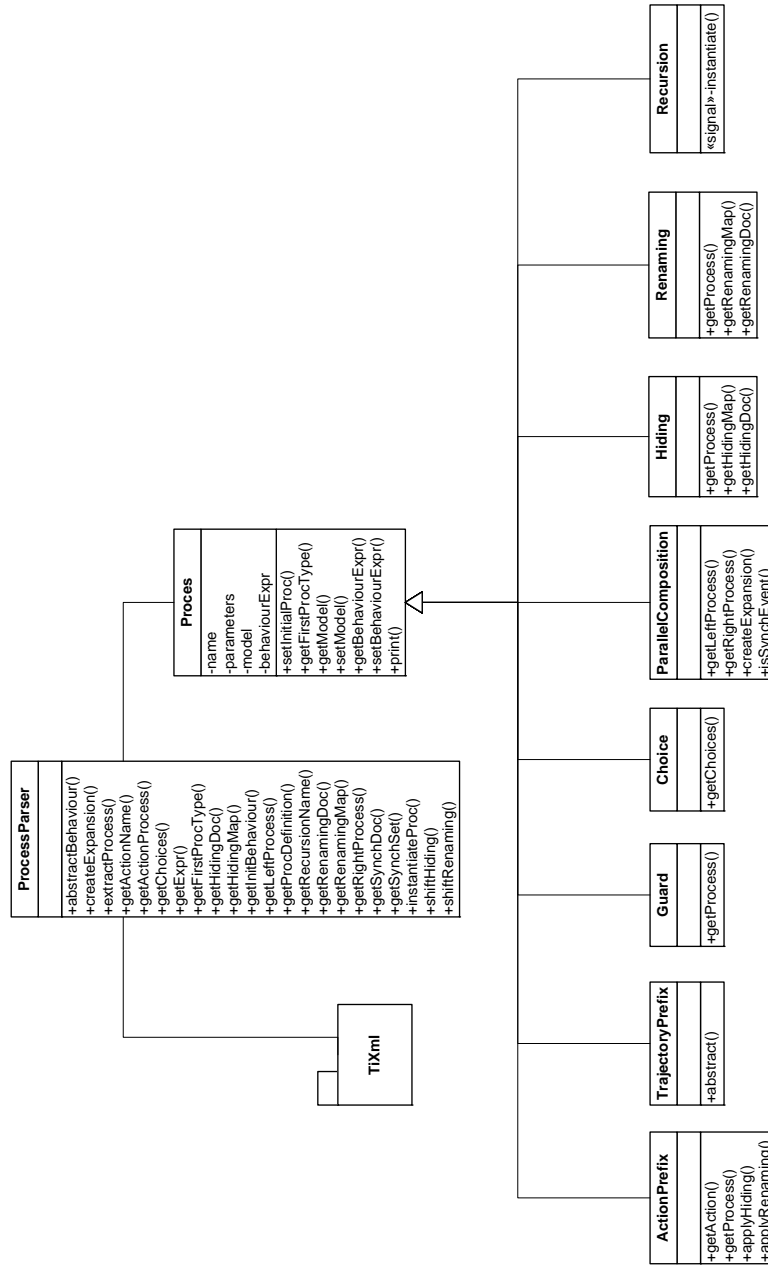 ProcessParser
+abstractBehaviour()
+createExpansion()
+extractProcess()
+getActionName()
+getActionProcess()
+getChoices()
+getExpr()
+getFirstProcType()
+getHidingDoc()
+getHidingMap()
+getInitBehaviour()
+getLeftProcess()
+getProcDefinition()
+getRecursionName()
+getRenamingDoc()
+getRenamingMap()
+getRightProcess()
+getSynchDoc()
+getSynchSet()
+instantiateProc()
+shiftHiding()
+shiftRenaming()
TiXml
Proces
-name
-parameters
-model
-behaviourExpr
+setInitialProc()
+getFirstProcType()
+getModel()
+setModel()
+getBehaviourExpr()
+setBehaviourExpr()
+print()
ActionPrefix
+getAction()
+getProcess()
+applyHiding()
+applyRenaming()
TrajectoryPrefix
+abstract()
Guard
+getProcess()
Choice
+getChoices()
ParallelComposition
+getLeftProcess()
+getRightProcess()
+createExpansion()
+isSynchEvent()
Hiding
+getProcess()
+getHidingMap()
+getHidingDoc()
Renaming
+getProcess()
+getRenamingMap()
+getRenamingDoc()
Recursion
«signal»-instantiate()